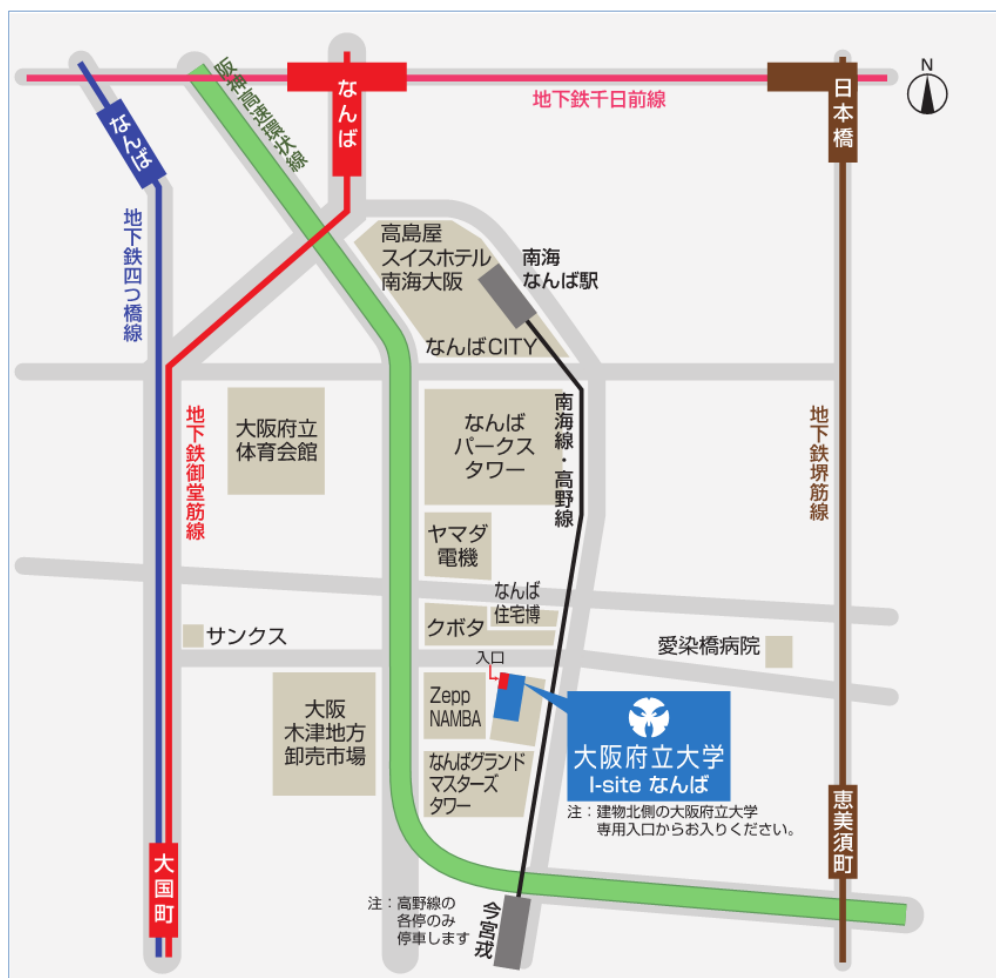 N
なんば
阪神高速環状線
なんば
地下鉄千日前線
日本橋
地下鉄四つ橋線
高島屋
スイスホテル
南海大阪
南海
なんば駅
なんばCITY
地下鉄御堂筋線
大阪府立
体育会館
なんば
パークス
タワー
南海線・高野線
地下鉄堺筋線
ヤマダ
電機
なんば
住宅博
クボタ
サンクス
愛染橋病院
入口
Zepp
NAMBA
大阪
木津地方
卸売市場
大阪府立大学
I-site なんば
なんばグランド
マスターズ
タワー
注：建物北側の大阪府立大学
専用入口からお入りください。
恵美須町
大国町
注：高野線の
各停のみ
停車します
今宮戎